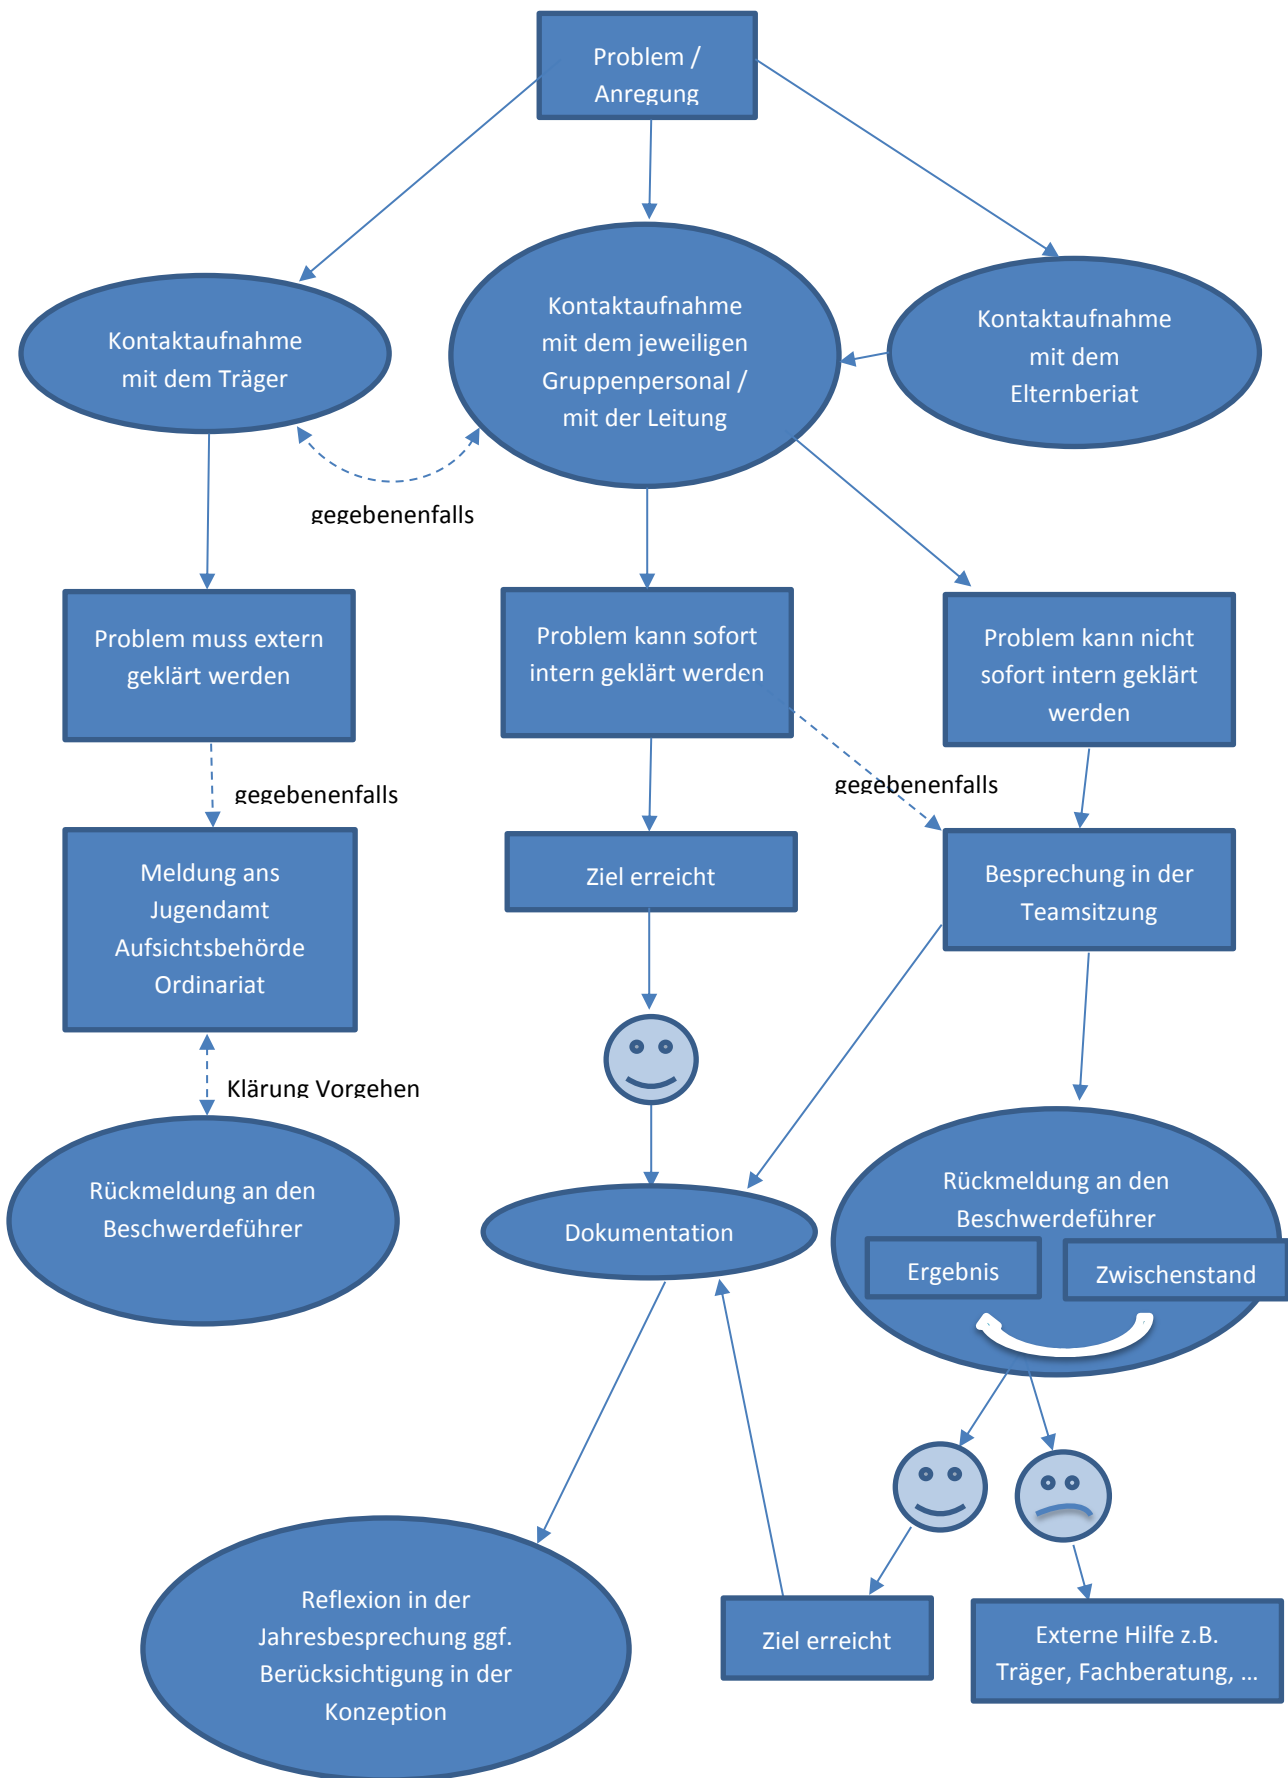 Problem /
Anregung
Kontaktaufnahme
mit dem Träger
Kontaktaufnahme
mit dem jeweiligen
Gruppenpersonal /
mit der Leitung
Kontaktaufnahme
mit dem
Elternberiat
gegebenenfalls
Problem muss extern
geklärt werden
Problem kann sofort
intern geklärt werden
Problem kann nicht
sofort intern geklärt
werden
gegebenenfalls
gegebenenfalls
Meldung ans
Jugendamt
Aufsichtsbehörde
Ordinariat
Ziel erreicht
Besprechung in der
Teamsitzung
Klärung Vorgehen
Rückmeldung an den
Beschwerdeführer
Dokumentation
Rückmeldung an den
Beschwerdeführer
Ergebnis
Zwischenstand
Reflexion in der
Jahresbesprechung ggf.
Berücksichtigung in der
Konzeption
Ziel erreicht
Externe Hilfe z.B.
Träger, Fachberatung, ...